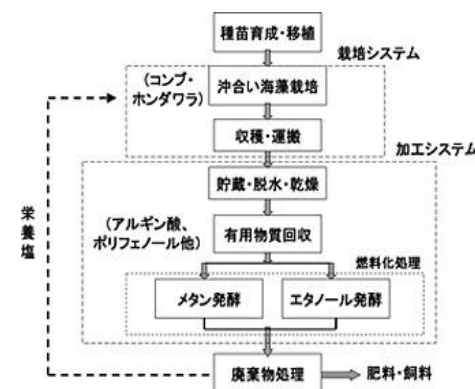 種苗育成・移植
栽培システム
(コンブ・
ホンダワラ)
沖合い海藻栽培
収穫・運搬
加工システム
貯蔵・脱水・乾燥
栄養塩
(アルギン酸、
ポリフェノール他)
有用物質回収
燃料化処理
メタン発酵
エタノール発酵
廃棄物処理
肥料・飼料